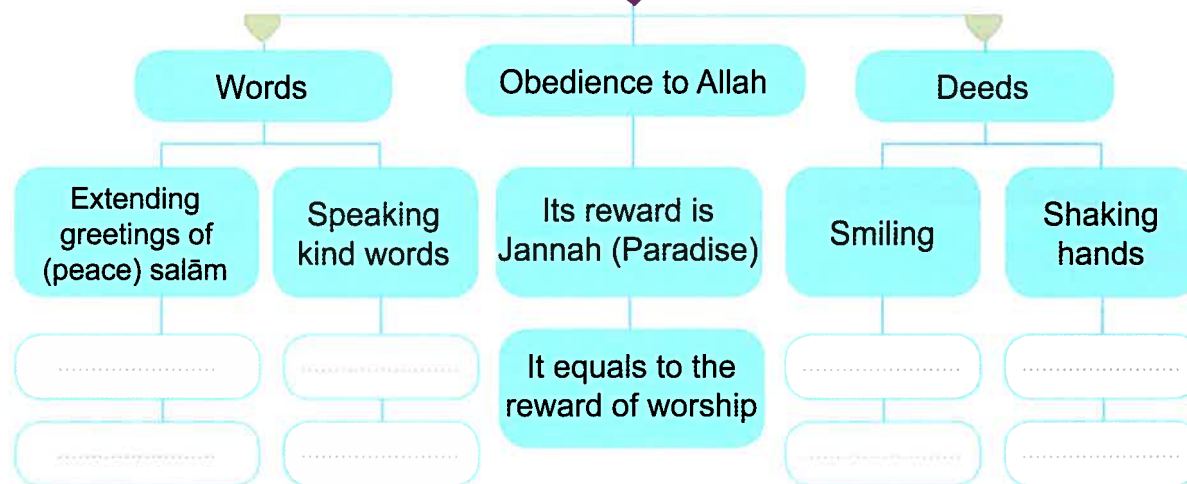 Words
Obedience to Allah
Deeds
Extending
greetings of
(peace) salām
Speaking
kind words
Its reward is
Jannah (Paradise)
Smiling
Shaking
hands
It equals to the
reward of worship